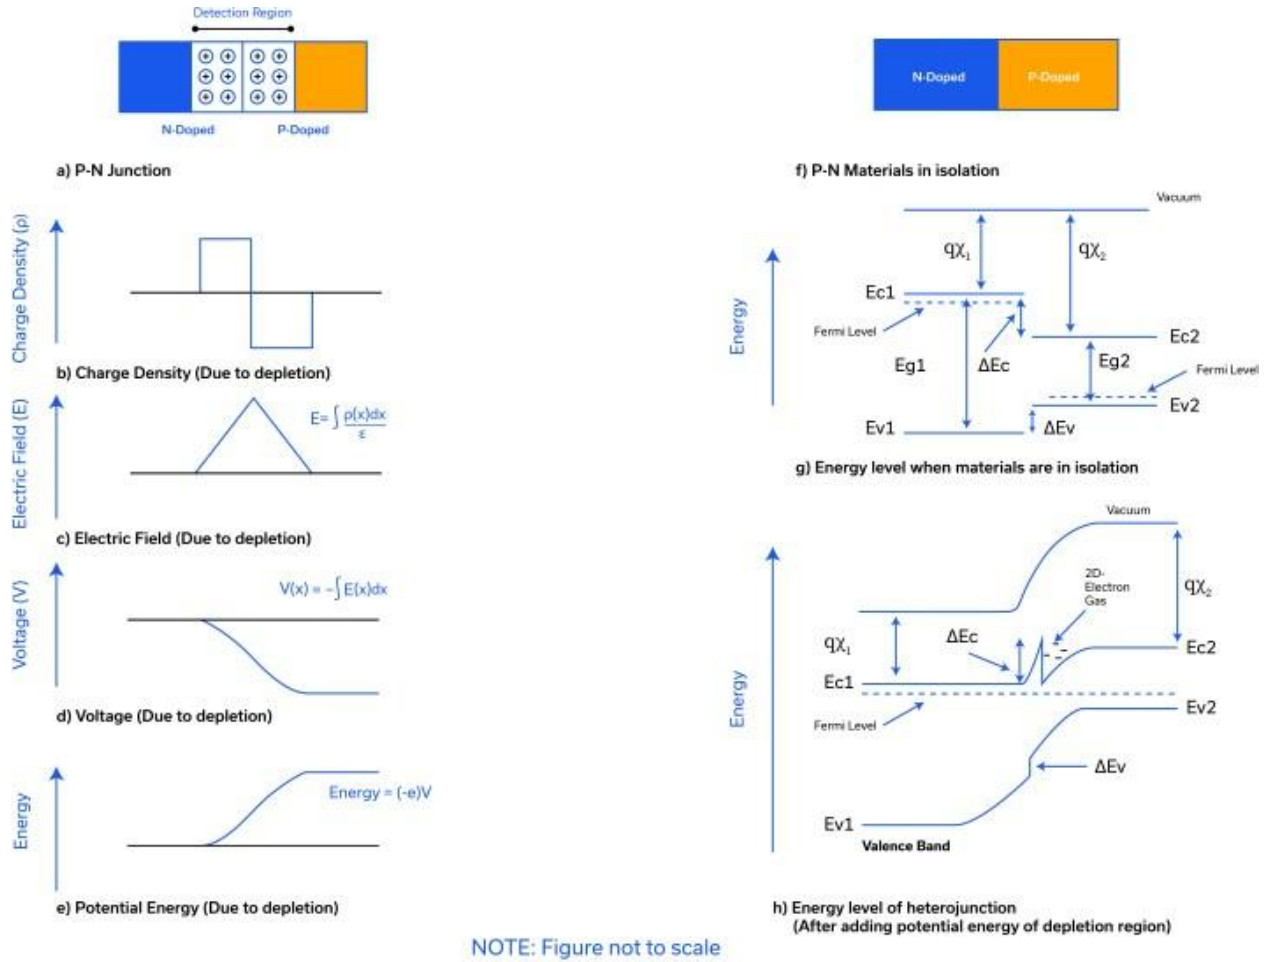 Detection Region
N-Doped
P-Doped
a) P-N Junction
Charge Density (ρ)
b) Charge Density (Due to depletion)
Electric Field (E)
E= ∫ ρ(x)dx
ε
c) Electric Field (Due to depletion)
Voltage (V)
V(x) = -∫ E(x)dx
d) Voltage (Due to depletion)
Energy
Energy = (-e)V
e) Potential Energy (Due to depletion)
N-Doped
P-Doped
f) P-N Materials in isolation
Vacuum
qχ₁
qχ₂
Energy
Ec1
Fermi Level
Ec2
Eg1
ΔEc
Eg2
Fermi Level
Ev2
Ev1
ΔEv
g) Energy level when materials are in isolation
Vacuum
2D-
Electron
Gas
qχ₂
qχ₁
ΔEc
Ec2
Ec1
Energy
Fermi Level
Ev2
ΔEv
Ev1
Valence Band
h) Energy level of heterojunction
(After adding potential energy of depletion region)
NOTE: Figure not to scale